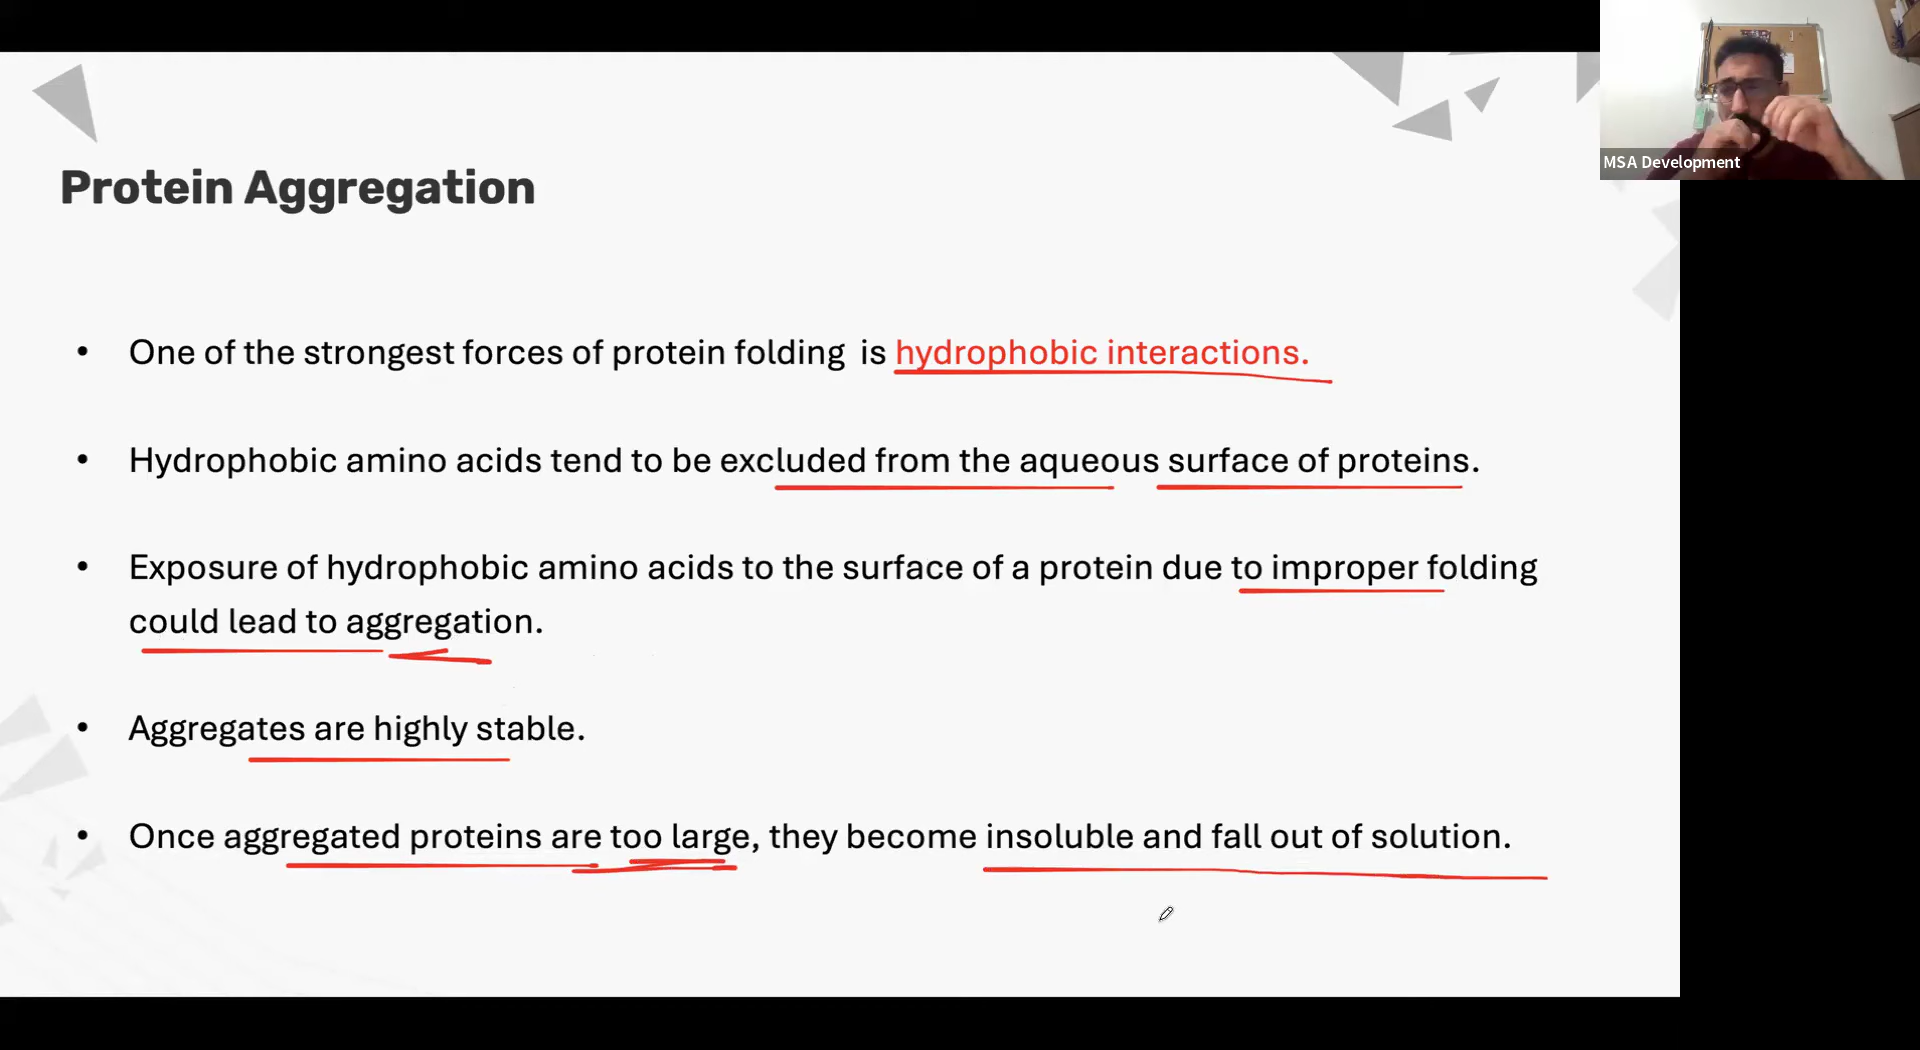 MSA Development
Protein Aggregation
• One of the strongest forces of protein folding is hydrophobic interactions.
• Hydrophobic amino acids tend to be excluded from the aqueous surface of proteins.
• Exposure of hydrophobic amino acids to the surface of a protein due to improper folding
could lead to aggregation.
• Aggregates are highly stable.
• Once aggregated proteins are too large, they become insoluble and fall out of solution.